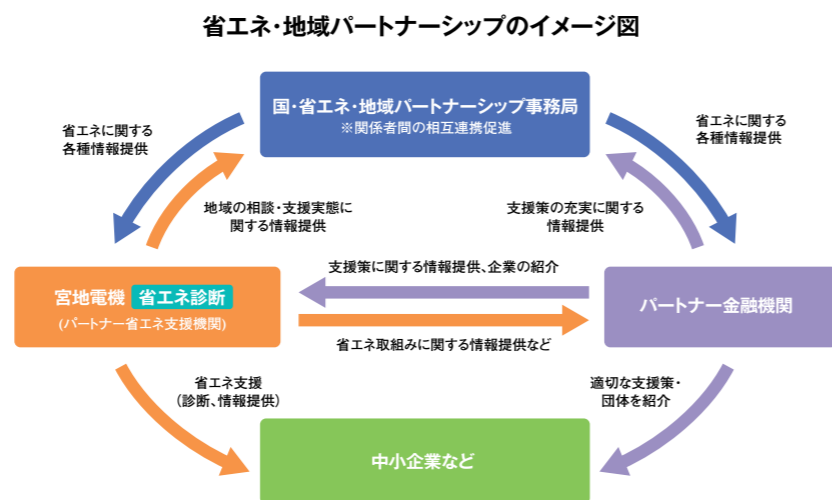 省エネ・地域パートナーシップのイメージ図
国・省エネ・地域パートナーシップ事務局
※関係者間の相互連携促進
省エネに関する
各種情報提供
省エネに関する
各種情報提供
地域の相談・支援実態に
関する情報提供
支援策の充実に関する
情報提供
支援策に関する情報提供、企業の紹介
宮地電機 省エネ診断
(パートナー省エネ支援機関)
パートナー金融機関
省エネ取組みに関する情報提供など
省エネ支援
(診断、情報提供)
適切な支援策・
団体を紹介
中小企業など